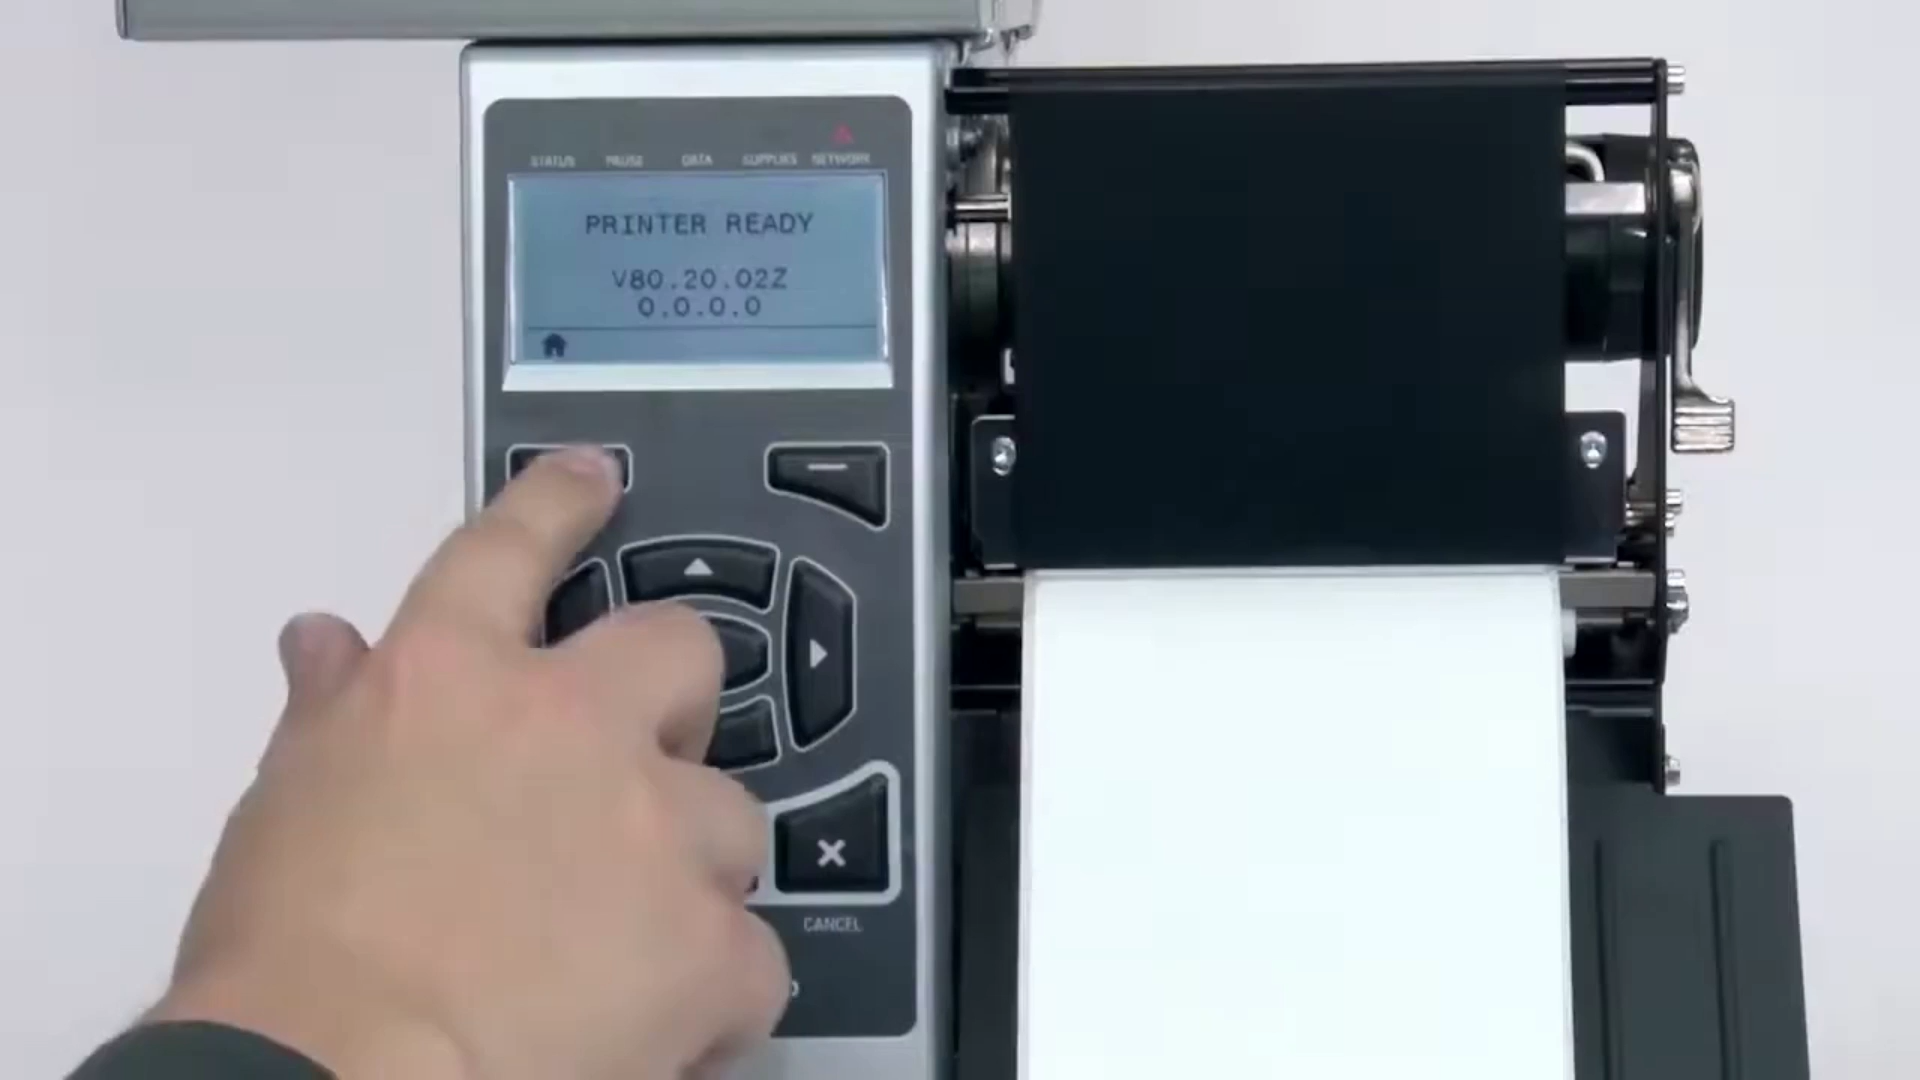 STATUS PAUSE DATA SUPPLIES NETWORK
PRINTER READY
V80.20.02Z
0.0.0.0
CANCEL